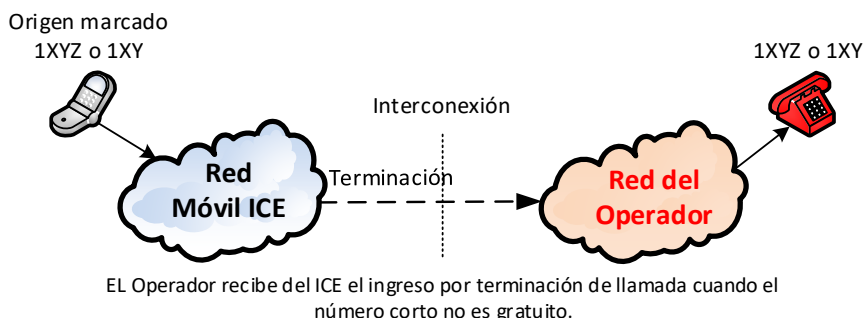 Origen marcado
1XYZ o 1XY
1XYZ o 1XY
Interconexión
Red
Móvil ICE
Terminación
Red del
Operador
EL Operador recibe del ICE el ingreso por terminación de llamada cuando el
número corto no es gratuito.